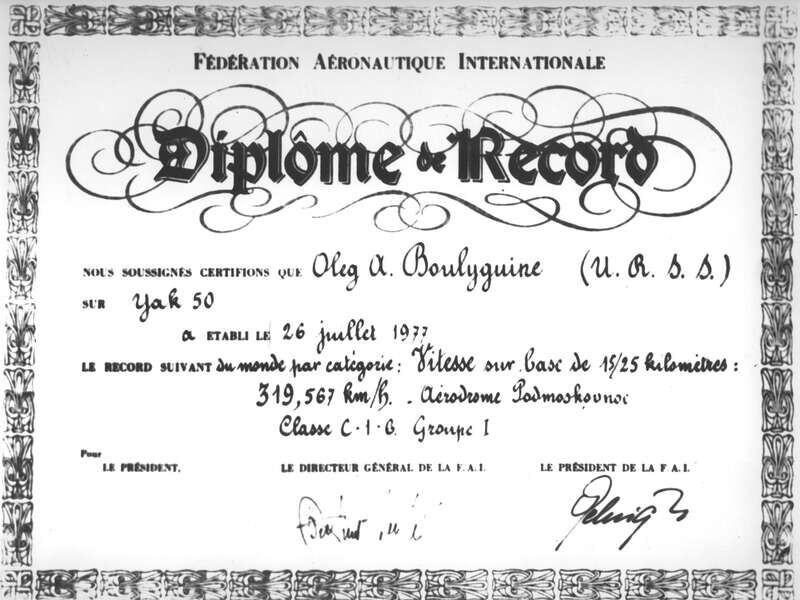 FÉDÉRATION AÉRONAUTIQUE INTERNATIONALE
Diplôme de Record
NOUS SOUSSIGNÉS CERTIFIONS QUE Oleg A. Boulyguine (U. R. S. S.)
SUR Yak 50
a ETABLI LE 26 juillet 1977
LE RECORD SUIVANT du monde par catégorie: Vitesse sur base de 15/25 kilomètres:
319,567 km/h. - Aérodrome Podmoskovnoe
Classe C-1-B Groupe I
Pour
LE PRÉSIDENT, LE DIRECTEUR GÉNÉRAL DE LA F.A.I. LE PRÉSIDENT DE LA F.A.I.